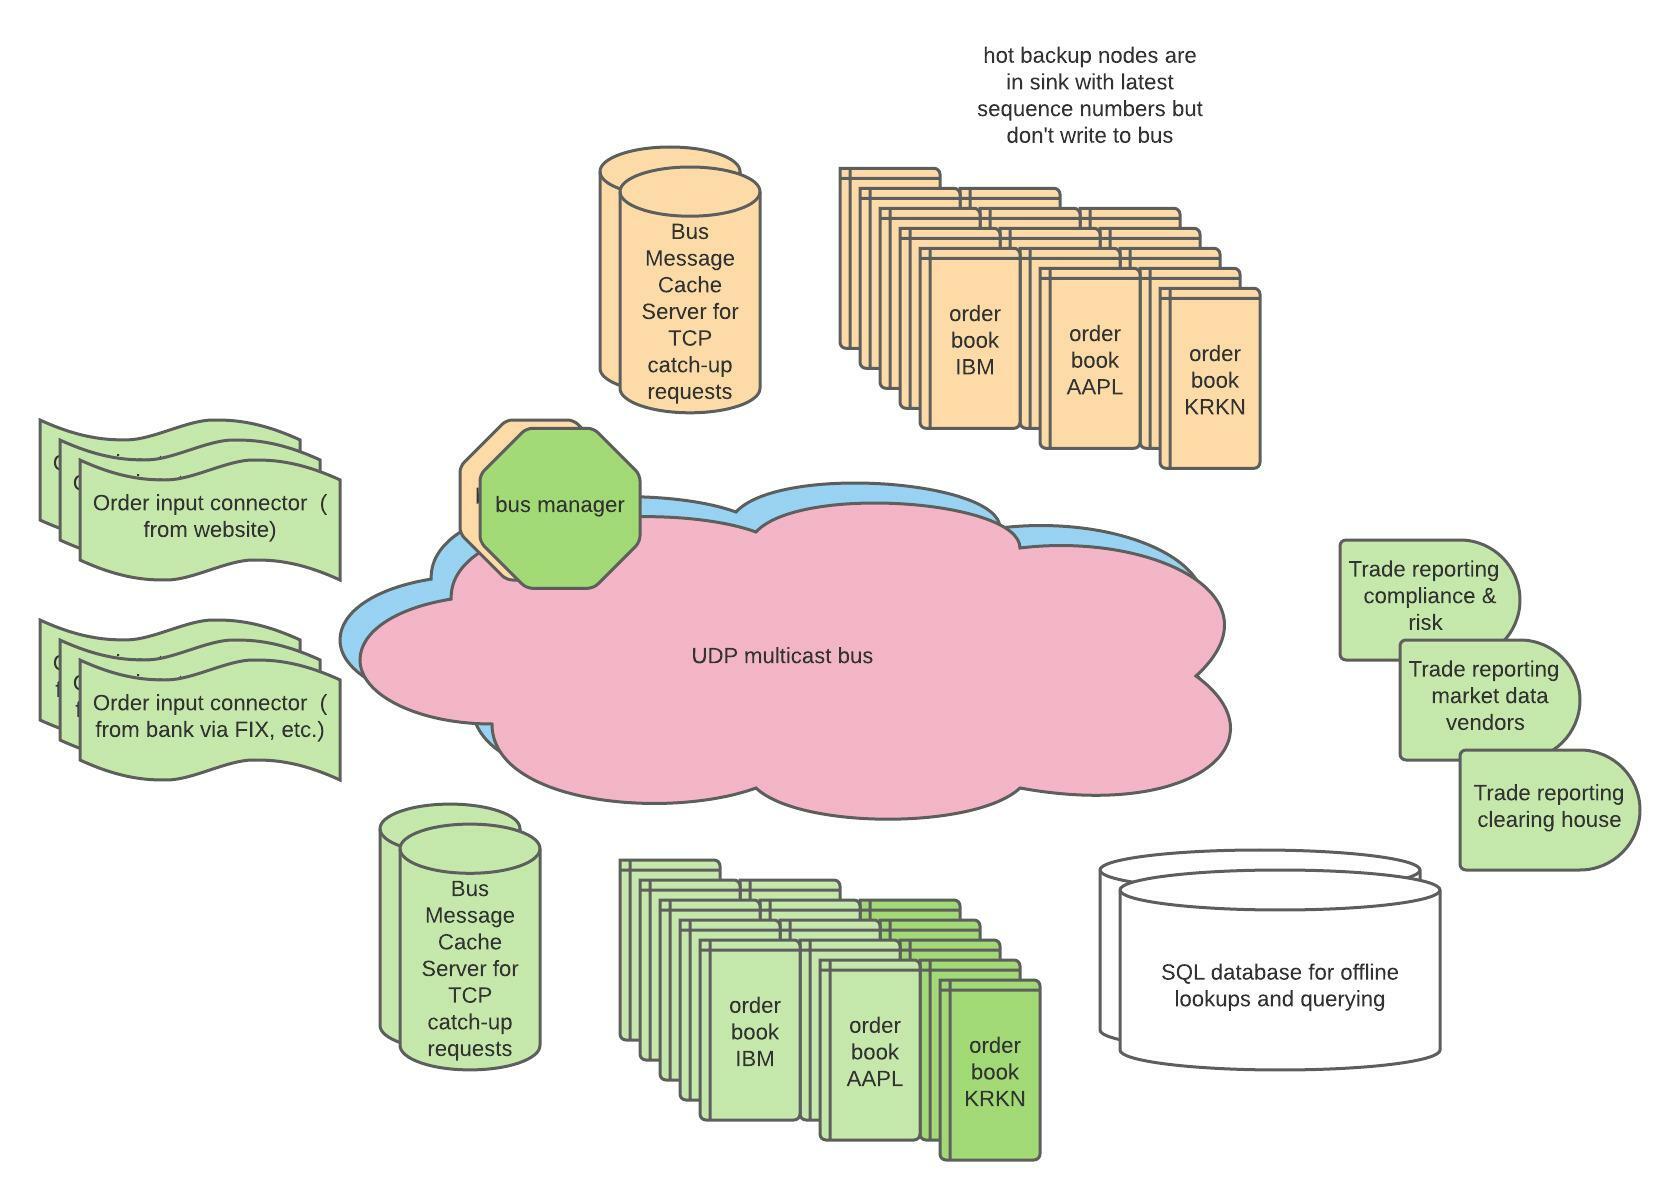 hot backup nodes are
in sink with latest
sequence numbers but
don't write to bus
Bus
Message
Cache
Server for
TCP
catch-up
requests
order
book
IBM
order
book
AAPL
order
book
KRKN
Order input connector (
from website)
bus manager
Order input connector (
from bank via FIX, etc.)
UDP multicast bus
Trade reporting
compliance &
risk
Trade reporting
market data
vendors
Trade reporting
clearing house
Bus
Message
Cache
Server for
TCP
catch-up
requests
order
book
IBM
order
book
AAPL
order
book
KRKN
SQL database for offline
lookups and querying